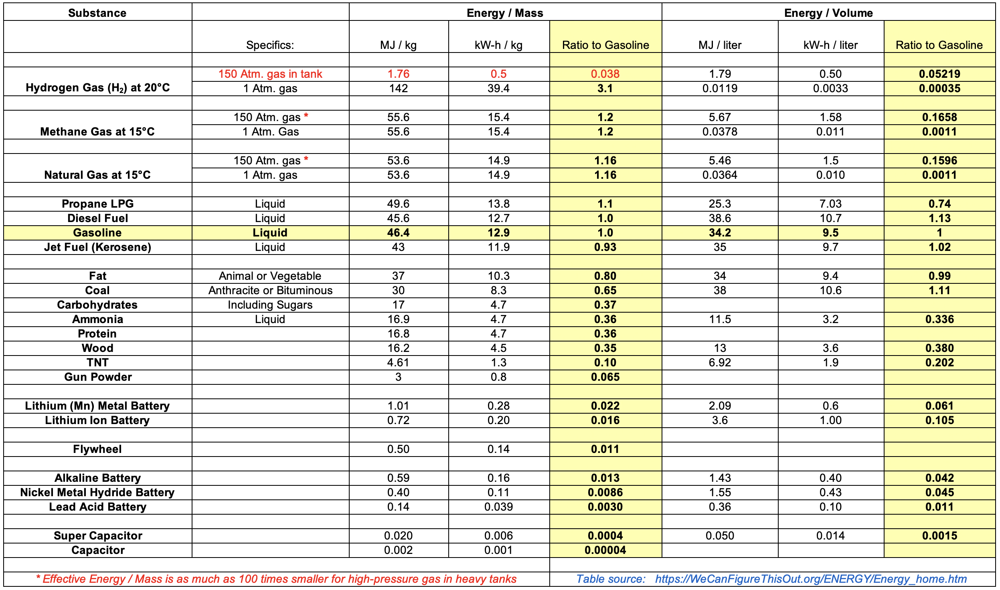 Substance Energy / Mass Energy / Volume
Specifics: MJ / kg kW-h / kg Ratio to Gasoline MJ / liter kW-h / liter Ratio to Gasoline
150 Atm. gas in tank 1.76 0.5 0.038 1.79 0.50 0.05219
Hydrogen Gas (H₂) at 20°C 1 Atm. gas 142 39.4 3.1 0.0119 0.0033 0.00035
150 Atm. gas * 55.6 15.4 1.2 5.67 1.58 0.1658
Methane Gas at 15°C 1 Atm. Gas 55.6 15.4 1.2 0.0378 0.011 0.0011
150 Atm. gas * 53.6 14.9 1.16 5.46 1.5 0.1596
Natural Gas at 15°C 1 Atm. gas 53.6 14.9 1.16 0.0364 0.010 0.0011
Propane LPG Liquid 49.6 13.8 1.1 25.3 7.03 0.74
Diesel Fuel Liquid 45.6 12.7 1.0 38.6 10.7 1.13
Gasoline Liquid 46.4 12.9 1.0 34.2 9.5 1
Jet Fuel (Kerosene) Liquid 43 11.9 0.93 35 9.7 1.02
Fat Animal or Vegetable 37 10.3 0.80 34 9.4 0.99
Coal Anthracite or Bituminous 30 8.3 0.65 38 10.6 1.11
Carbohydrates Including Sugars 17 4.7 0.37
Ammonia Liquid 16.9 4.7 0.36 11.5 3.2 0.336
Protein 16.8 4.7 0.36
Wood 16.2 4.5 0.35 13 3.6 0.380
TNT 4.61 1.3 0.10 6.92 1.9 0.202
Gun Powder 3 0.8 0.065
Lithium (Mn) Metal Battery 1.01 0.28 0.022 2.09 0.6 0.061
Lithium Ion Battery 0.72 0.20 0.016 3.6 1.00 0.105
Flywheel 0.50 0.14 0.011
Alkaline Battery 0.59 0.16 0.013 1.43 0.40 0.042
Nickel Metal Hydride Battery 0.40 0.11 0.0086 1.55 0.43 0.045
Lead Acid Battery 0.14 0.039 0.0030 0.36 0.10 0.011
Super Capacitor 0.020 0.006 0.0004 0.050 0.014 0.0015
Capacitor 0.002 0.001 0.00004
* Effective Energy / Mass is as much as 100 times smaller for high-pressure gas in heavy tanks Table source: https://WeCanFigureThisOut.org/ENERGY/Energy_home.htm